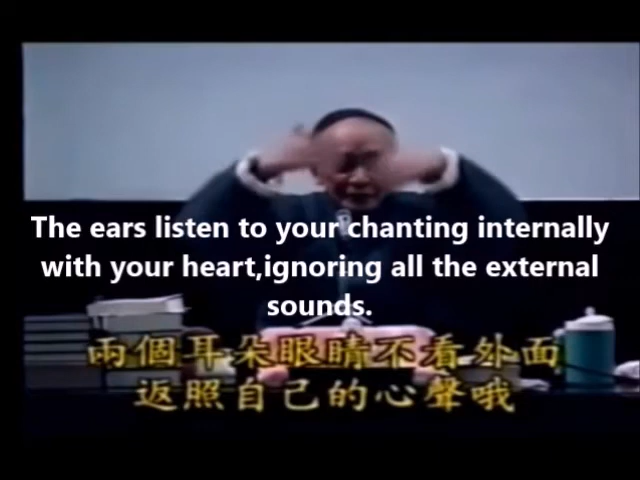 The ears listen to your chanting internally
with your heart,ignoring all the external
sounds.
兩個耳朵眼睛不看外面
返照自己的心聲哦